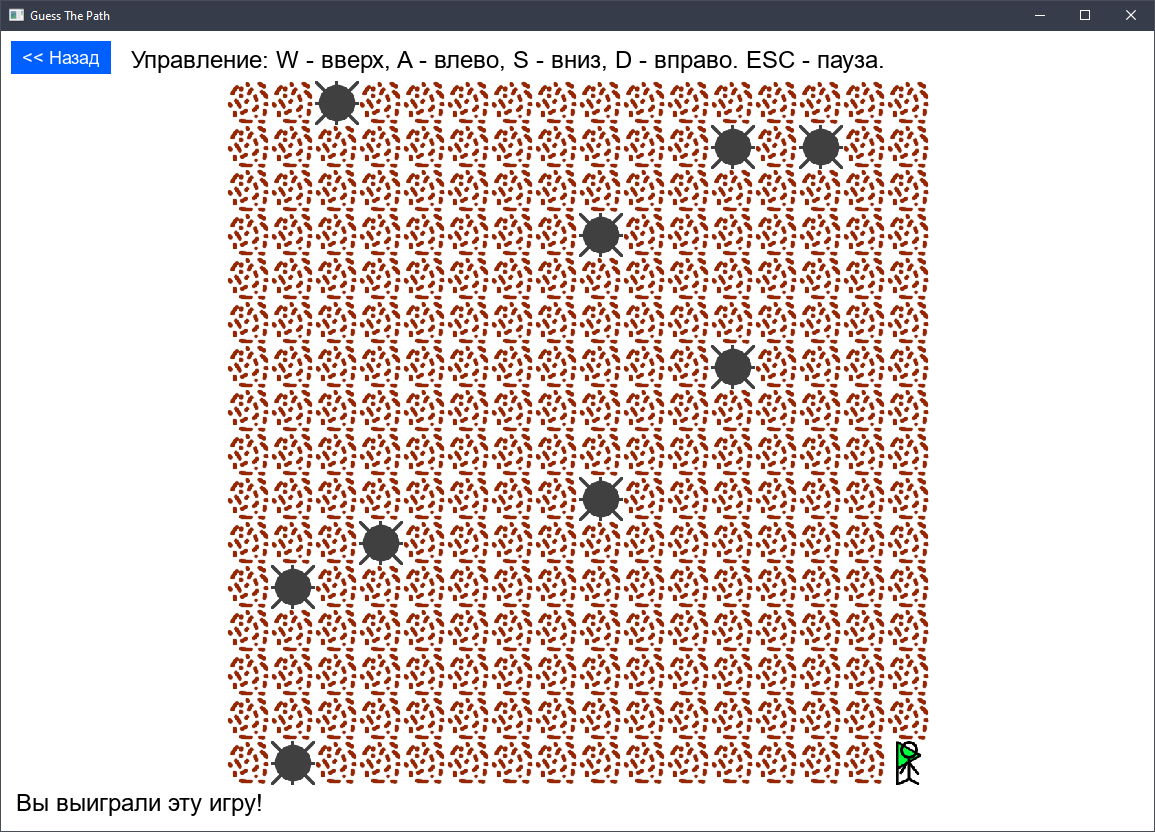 Guess The Path
<< Назад
Управление: W - вверх, A - влево, S - вниз, D - вправо. ESC - пауза.
Вы выиграли эту игру!